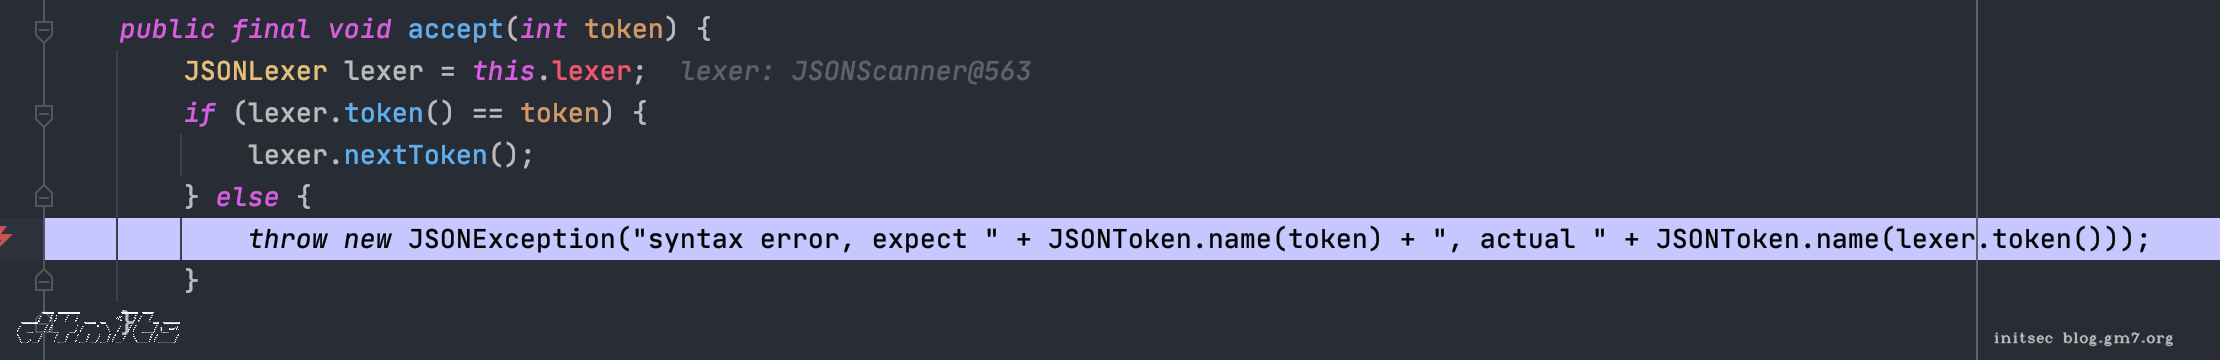 public final void accept(int token) {
JSONLexer lexer = this.lexer;  lexer: JSONScanner@563
if (lexer.token() == token) {
lexer.nextToken();
} else {
throw new JSONException("syntax error, expect " + JSONToken.name(token) + ", actual " + JSONToken.name(lexer.token()));
}
}
initsec blog.gm7.org